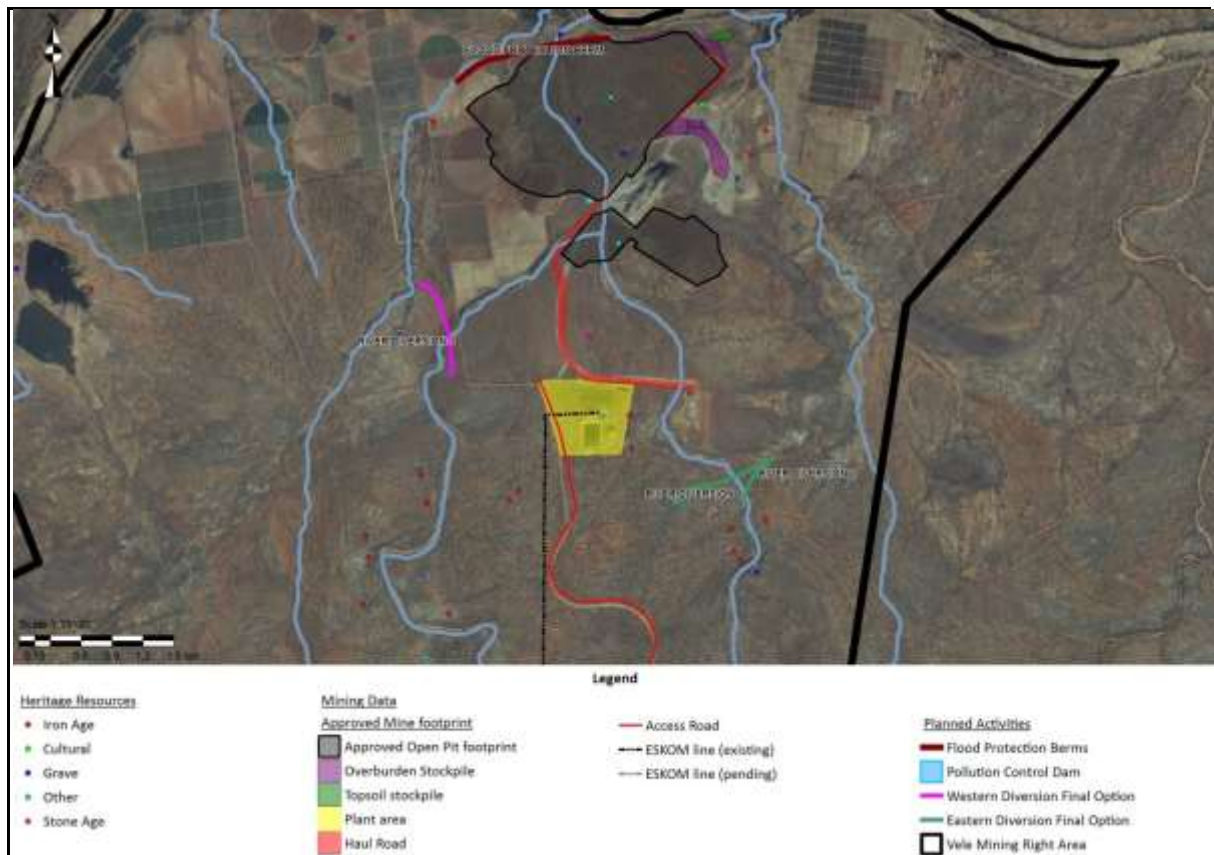 N
Legend
Heritage Resources
Iron Age
Cultural
Grave
Other
Stone Age
Mining Data
Approved Mine footprint
Approved Open Pit footprint
Overburden Stockpile
Topsoil stockpile
Plant area
Haul Road
Access Road
ESKOM line (existing)
ESKOM line (pending)
Planned Activities
Flood Protection Berms
Pollution Control Dam
Western Diversion Final Option
Eastern Diversion Final Option
Vele Mining Right Area